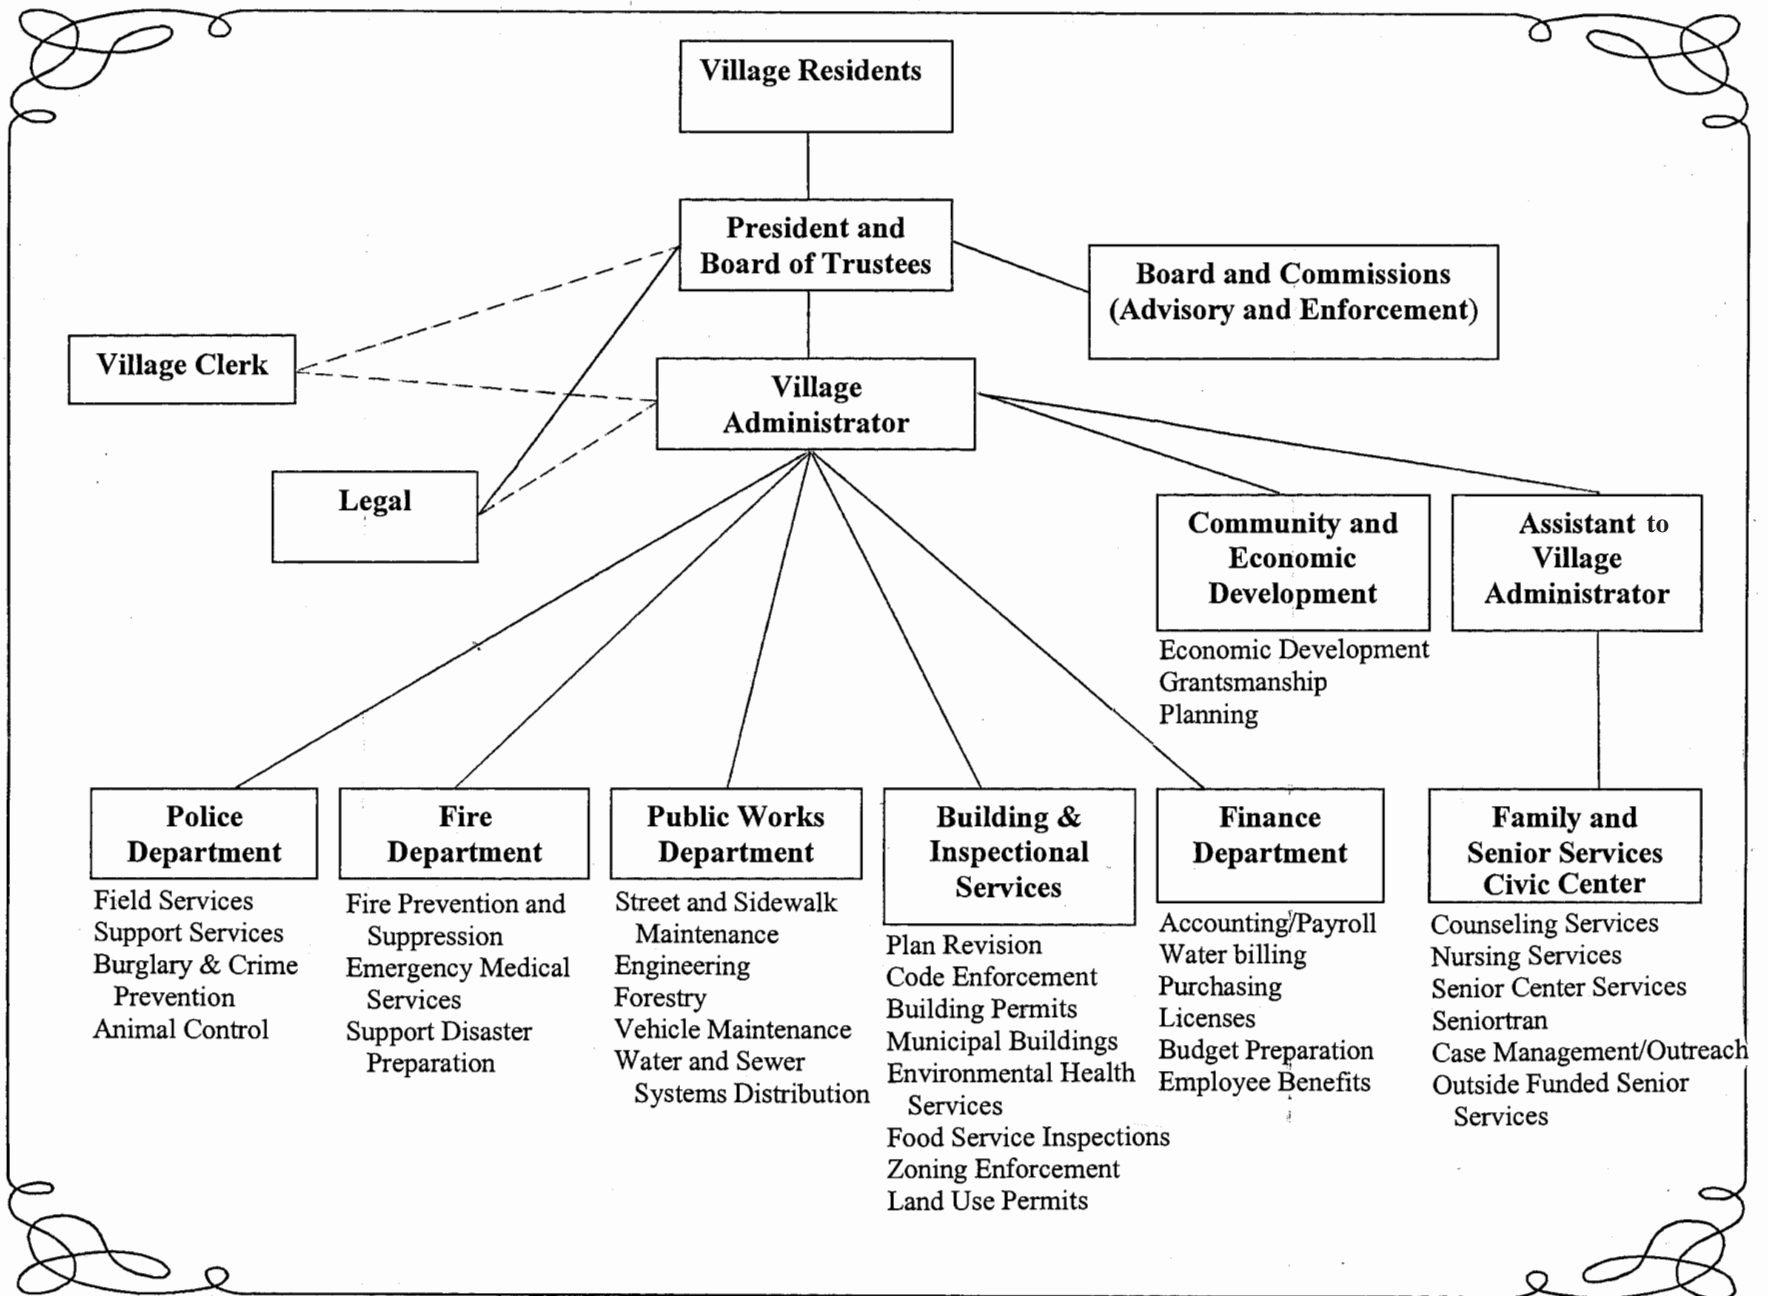 Village Residents
President and
Board of Trustees
Board and Commissions
(Advisory and Enforcement)
Village Clerk
Village
Administrator
Legal
Community and
Economic
Development
Economic Development
Grantsmanship
Planning
Assistant to
Village
Administrator
Police
Department
Field Services
Support Services
Burglary & Crime
Prevention
Animal Control
Fire
Department
Fire Prevention and
Suppression
Emergency Medical
Services
Support Disaster
Preparation
Public Works
Department
Street and Sidewalk
Maintenance
Engineering
Forestry
Vehicle Maintenance
Water and Sewer
Systems Distribution
Building &
Inspectional
Services
Plan Revision
Code Enforcement
Building Permits
Municipal Buildings
Environmental Health
Services
Food Service Inspections
Zoning Enforcement
Land Use Permits
Finance
Department
Accounting/Payroll
Water billing
Purchasing
Licenses
Budget Preparation
Employee Benefits
Family and
Senior Services
Civic Center
Counseling Services
Nursing Services
Senior Center Services
Seniortran
Case Management/Outreach
Outside Funded Senior
Services